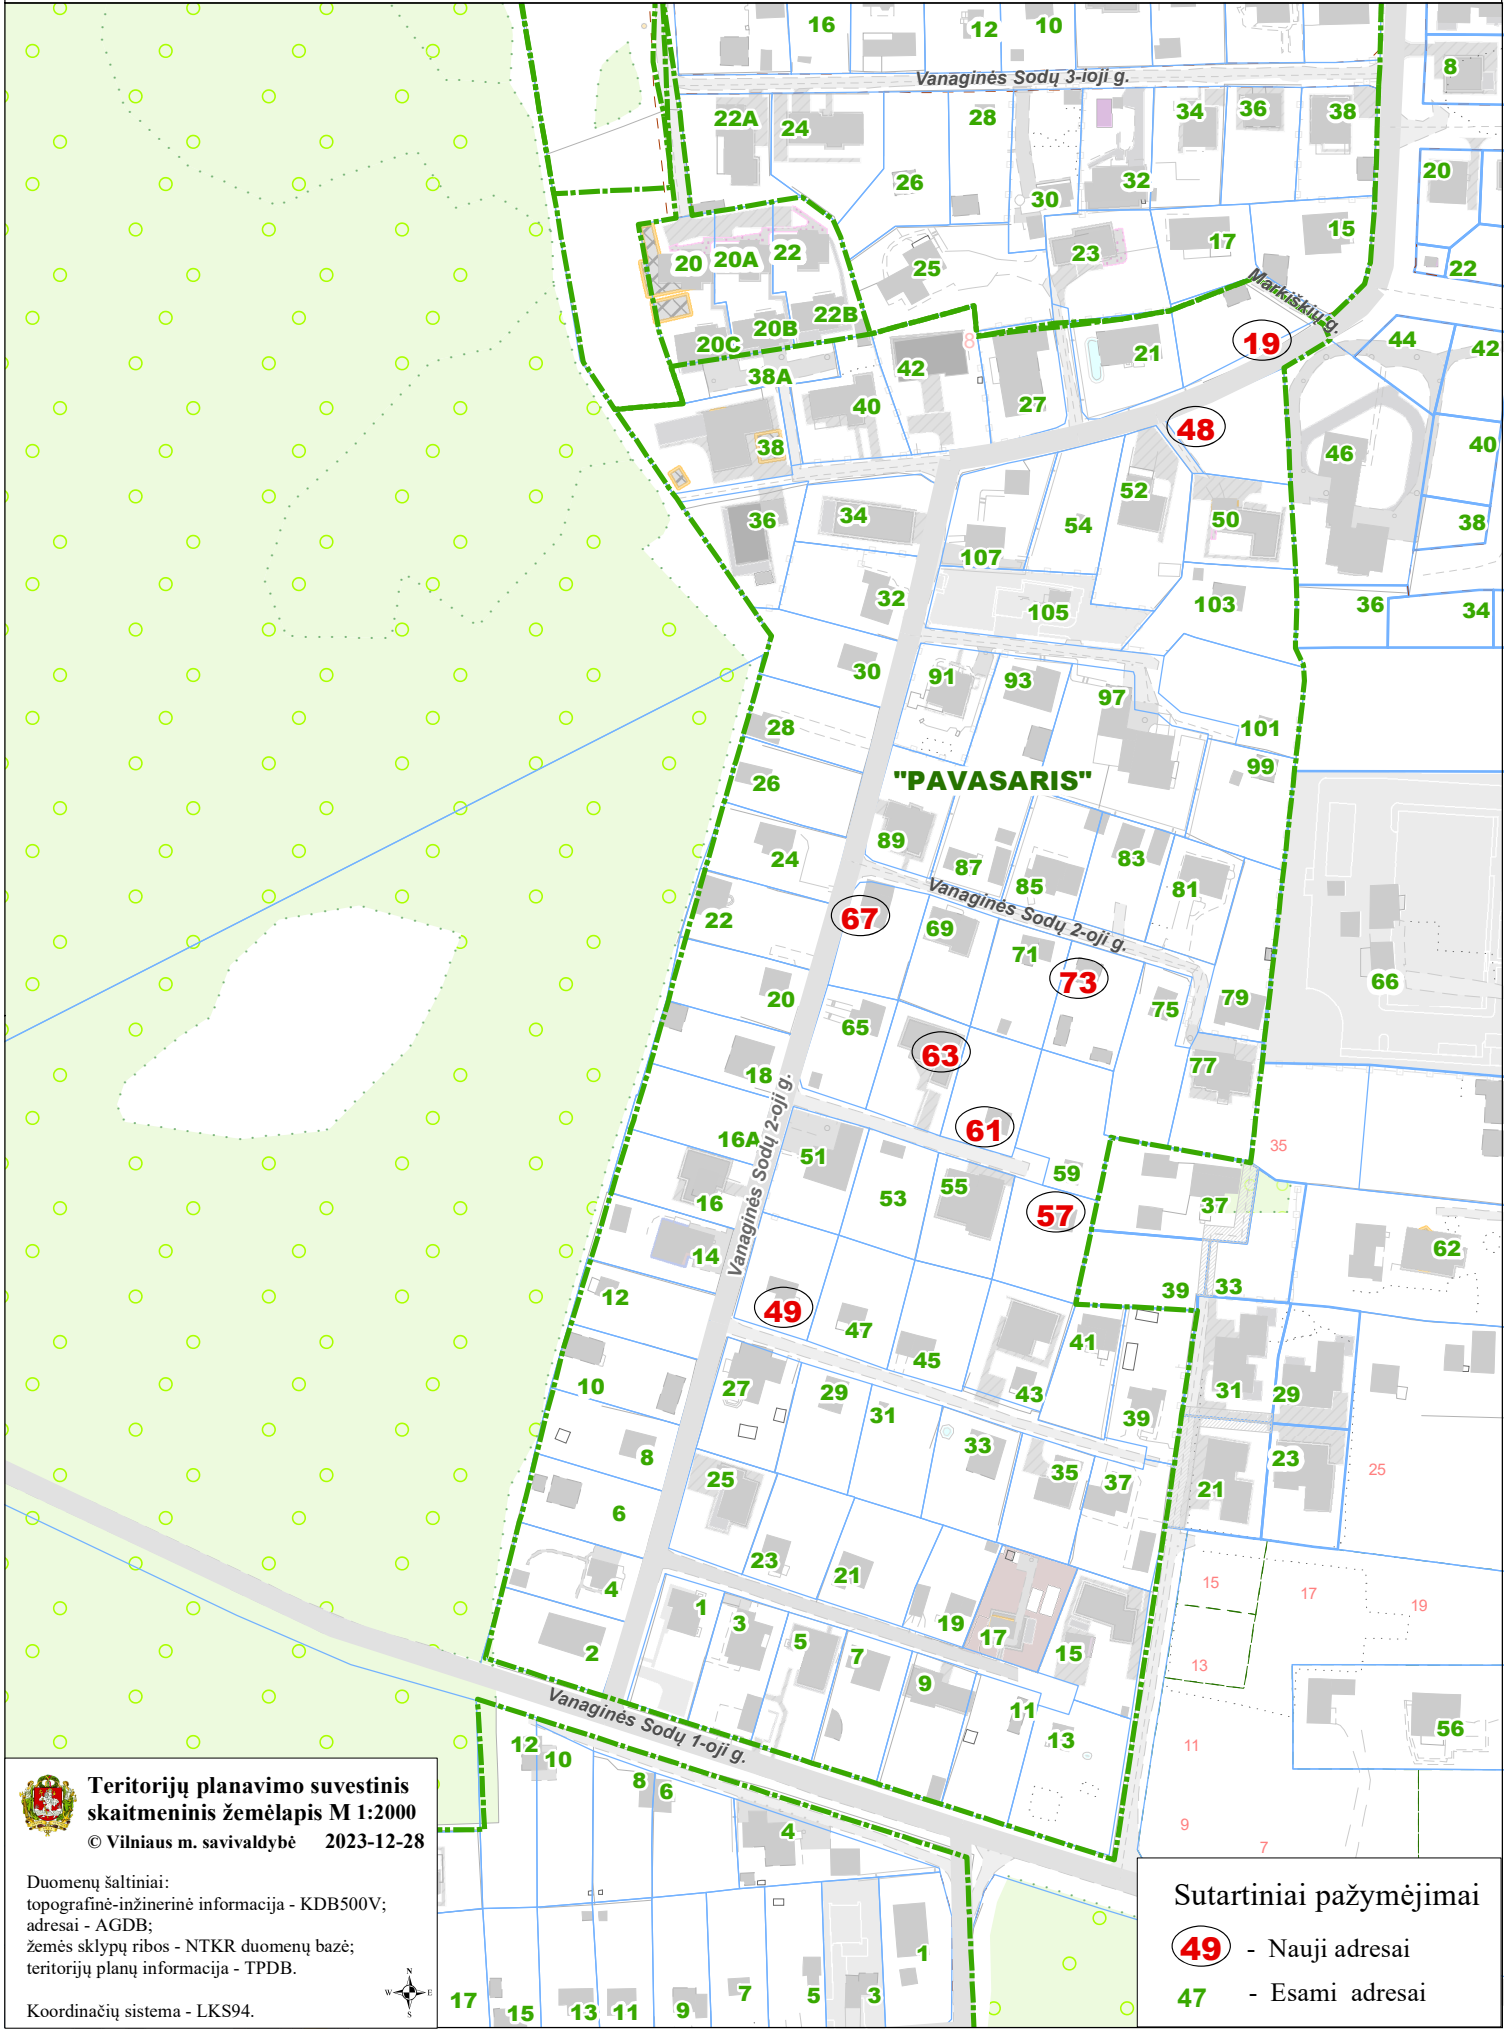 16 12 10 8
Vanaginės Sodų 3-ioji g.
22A 24 28 34 36 38
20
26 30 32
23 17 15
20 20A 22 25 22
Markiškių g.
20C 20B 22B 19
8
42 21 44 42
38A 40 27 48
38 46 40
36 34 52 54 50 38
107
32 105 103 36 34
30 91 93 97
28 101
26 "PAVASARIS" 99
24 89 87 85 83 81
Vanaginės Sodų 2-oji g.
22 67 69 71 73 66
20 65 75 79
18 63 77
16A 51 61 59 35
Vanaginės Sodų 2-oji g.
16 53 55 57 37
14 62
12 49 47 45 41 39 33
10 27 29 31 43 39 31 29
8 25 33 35 37 21 23 25
6
4 23 21 15 17 19
2 1 3 5 7 9 19 17 15 13
11 13 56
Vanaginės Sodų 1-oji g.
12 10 11
8 6 9
4 7
1
17 15 13 11 9 7 5 3
Teritorijų planavimo suvestinis
skaitmeninis žemėlapis M 1:2000
© Vilniaus m. savivaldybė 2023-12-28
Duomenų šaltiniai:
topografinė-inžinerinė informacija - KDB500V;
adresai - AGDB;
žemės sklypų ribos - NTKR duomenų bazė;
teritorijų planų informacija - TPDB.
Koordinačių sistema - LKS94.
N
W E
S
Sutartiniai pažymėjimai
49 - Nauji adresai
47 - Esami adresai